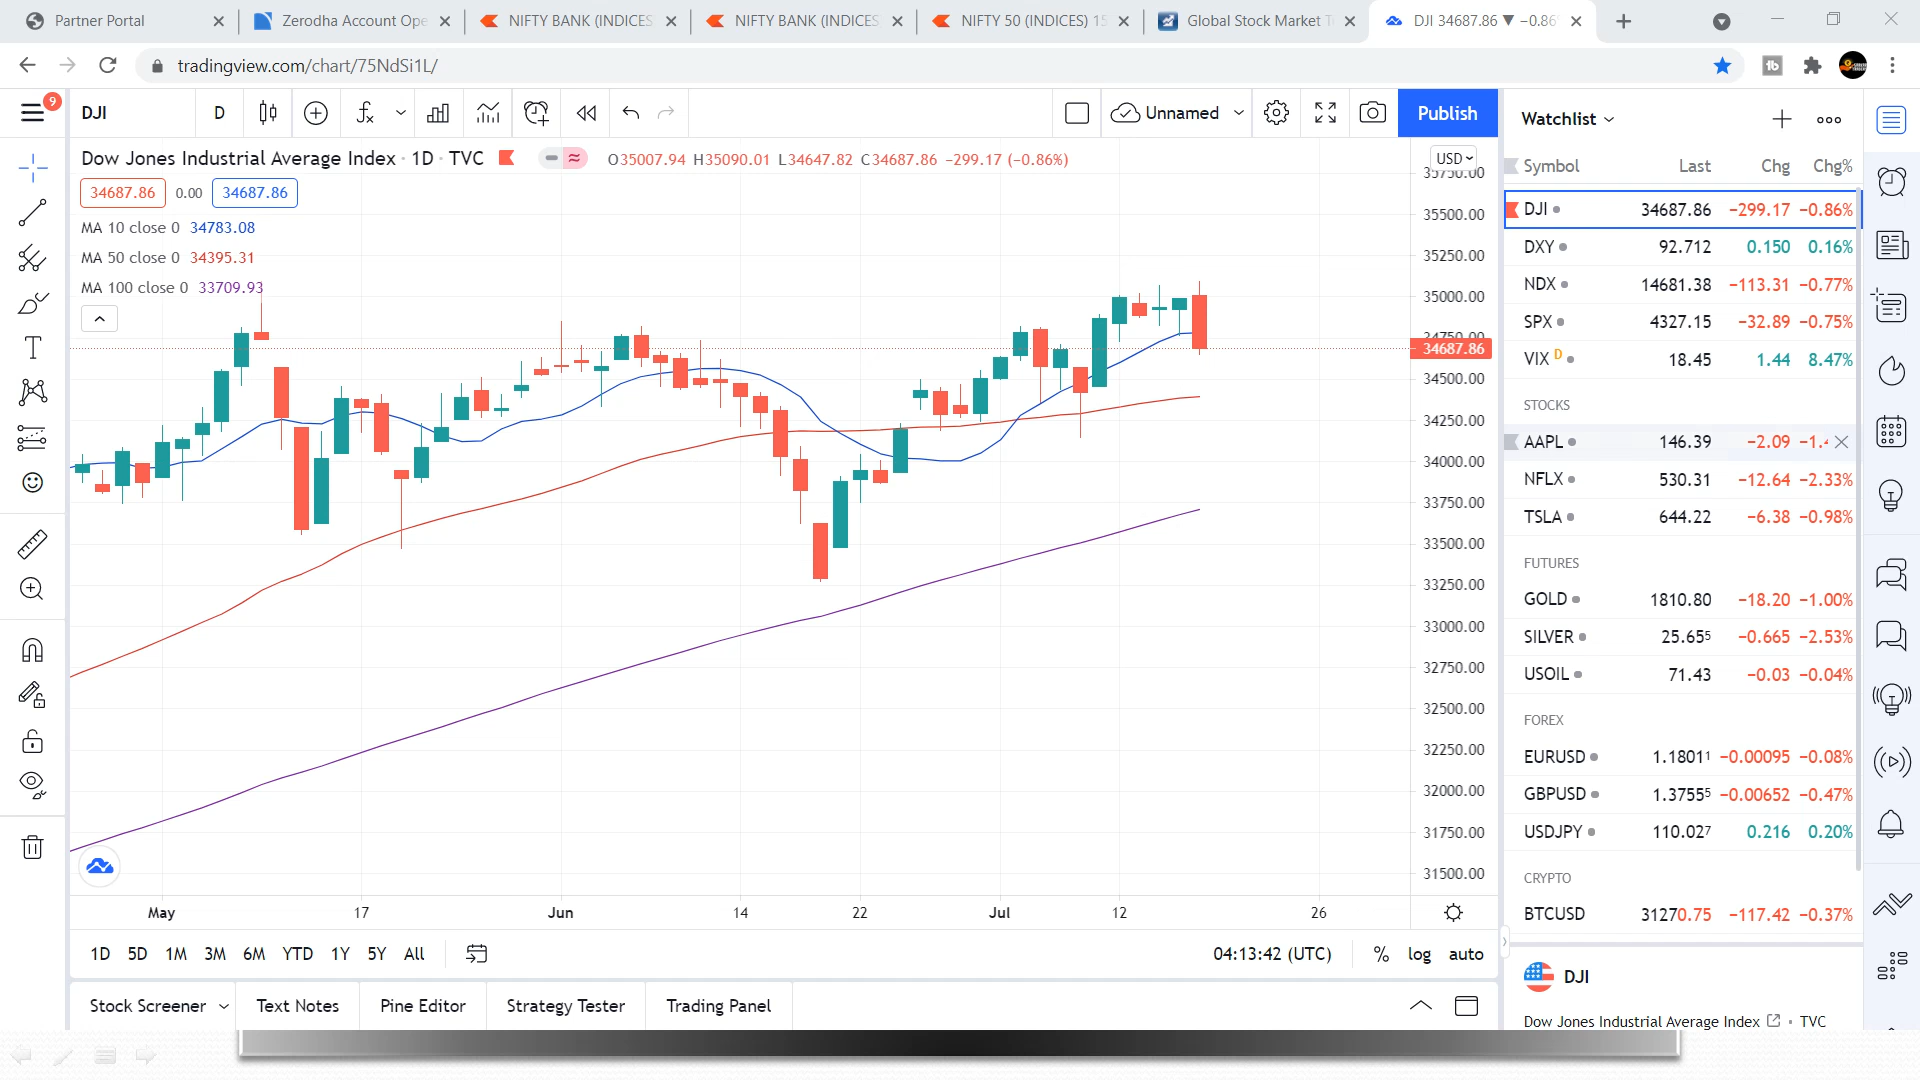 Partner Portal
Zerodha Account Ope
NIFTY BANK (INDICES
NIFTY BANK (INDICES
NIFTY 50 (INDICES) 15
Global Stock Market T
DJI 34687.86 ▼ −0.86
tradingview.com/chart/75NdSi1L/
9
DJI
D
Unnamed
Publish
Dow Jones Industrial Average Index · 1D · TVC
O35007.94 H35090.01 L34647.82 C34687.86 −299.17 (−0.86%)
34687.86 0.00 34687.86
MA 10 close 0 34783.08
MA 50 close 0 34395.31
MA 100 close 0 33709.93
USD
35750.00
35500.00
35250.00
35000.00
34750.00
34687.86
34500.00
34250.00
34000.00
33750.00
33500.00
33250.00
33000.00
32750.00
32500.00
32250.00
32000.00
31750.00
31500.00
May 17 Jun 14 22 Jul 12 26
1D 5D 1M 3M 6M YTD 1Y 5Y All
04:13:42 (UTC) % log auto
Stock Screener Text Notes Pine Editor Strategy Tester Trading Panel
Watchlist
Symbol Last Chg Chg%
DJI 34687.86 −299.17 −0.86%
DXY 92.712 0.150 0.16%
NDX 14681.38 −113.31 −0.77%
SPX 4327.15 −32.89 −0.75%
VIX D 18.45 1.44 8.47%
STOCKS
AAPL 146.39 −2.09 −1.4
NFLX 530.31 −12.64 −2.33%
TSLA 644.22 −6.38 −0.98%
FUTURES
GOLD 1810.80 −18.20 −1.00%
SILVER 25.655 −0.665 −2.53%
USOIL 71.43 −0.03 −0.04%
FOREX
EURUSD 1.18011 −0.00095 −0.08%
GBPUSD 1.37555 −0.00652 −0.47%
USDJPY 110.027 0.216 0.20%
CRYPTO
BTCUSD 31270.75 −117.42 −0.37%
DJI
Dow Jones Industrial Average Index · TVC